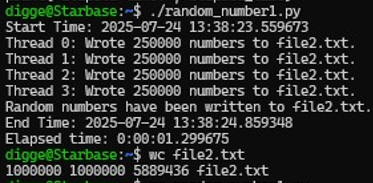 digge@Starbase:~$ ./random_number1.py
Start Time: 2025-07-24 13:38:23.559673
Thread 0: Wrote 250000 numbers to file2.txt.
Thread 1: Wrote 250000 numbers to file2.txt.
Thread 2: Wrote 250000 numbers to file2.txt.
Thread 3: Wrote 250000 numbers to file2.txt.
Random numbers have been written to file2.txt.
End Time: 2025-07-24 13:38:24.859348
Elapsed time: 0:00:01.299675
digge@Starbase:~$ wc file2.txt
1000000 1000000 5889436 file2.txt